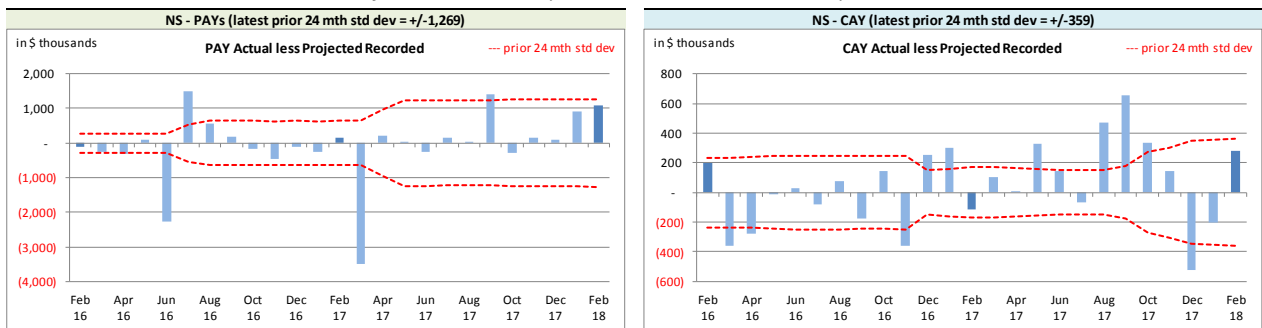 NS - PAYs (latest prior 24 mth std dev = +/-1,269)
in $ thousands
PAY Actual less Projected Recorded
--- prior 24 mth std dev
2,000
1,000
-
(1,000)
(2,000)
(3,000)
(4,000)
Feb Apr Jun Aug Oct Dec Feb Apr Jun Aug Oct Dec Feb
16 16 16 16 16 16 17 17 17 17 17 17 18
NS - CAY (latest prior 24 mth std dev = +/-359)
in $ thousands
CAY Actual less Projected Recorded
--- prior 24 mth std dev
800
600
400
200
-
(200)
(400)
(600)
Feb Apr Jun Aug Oct Dec Feb Apr Jun Aug Oct Dec Feb
16 16 16 16 16 16 17 17 17 17 17 17 18